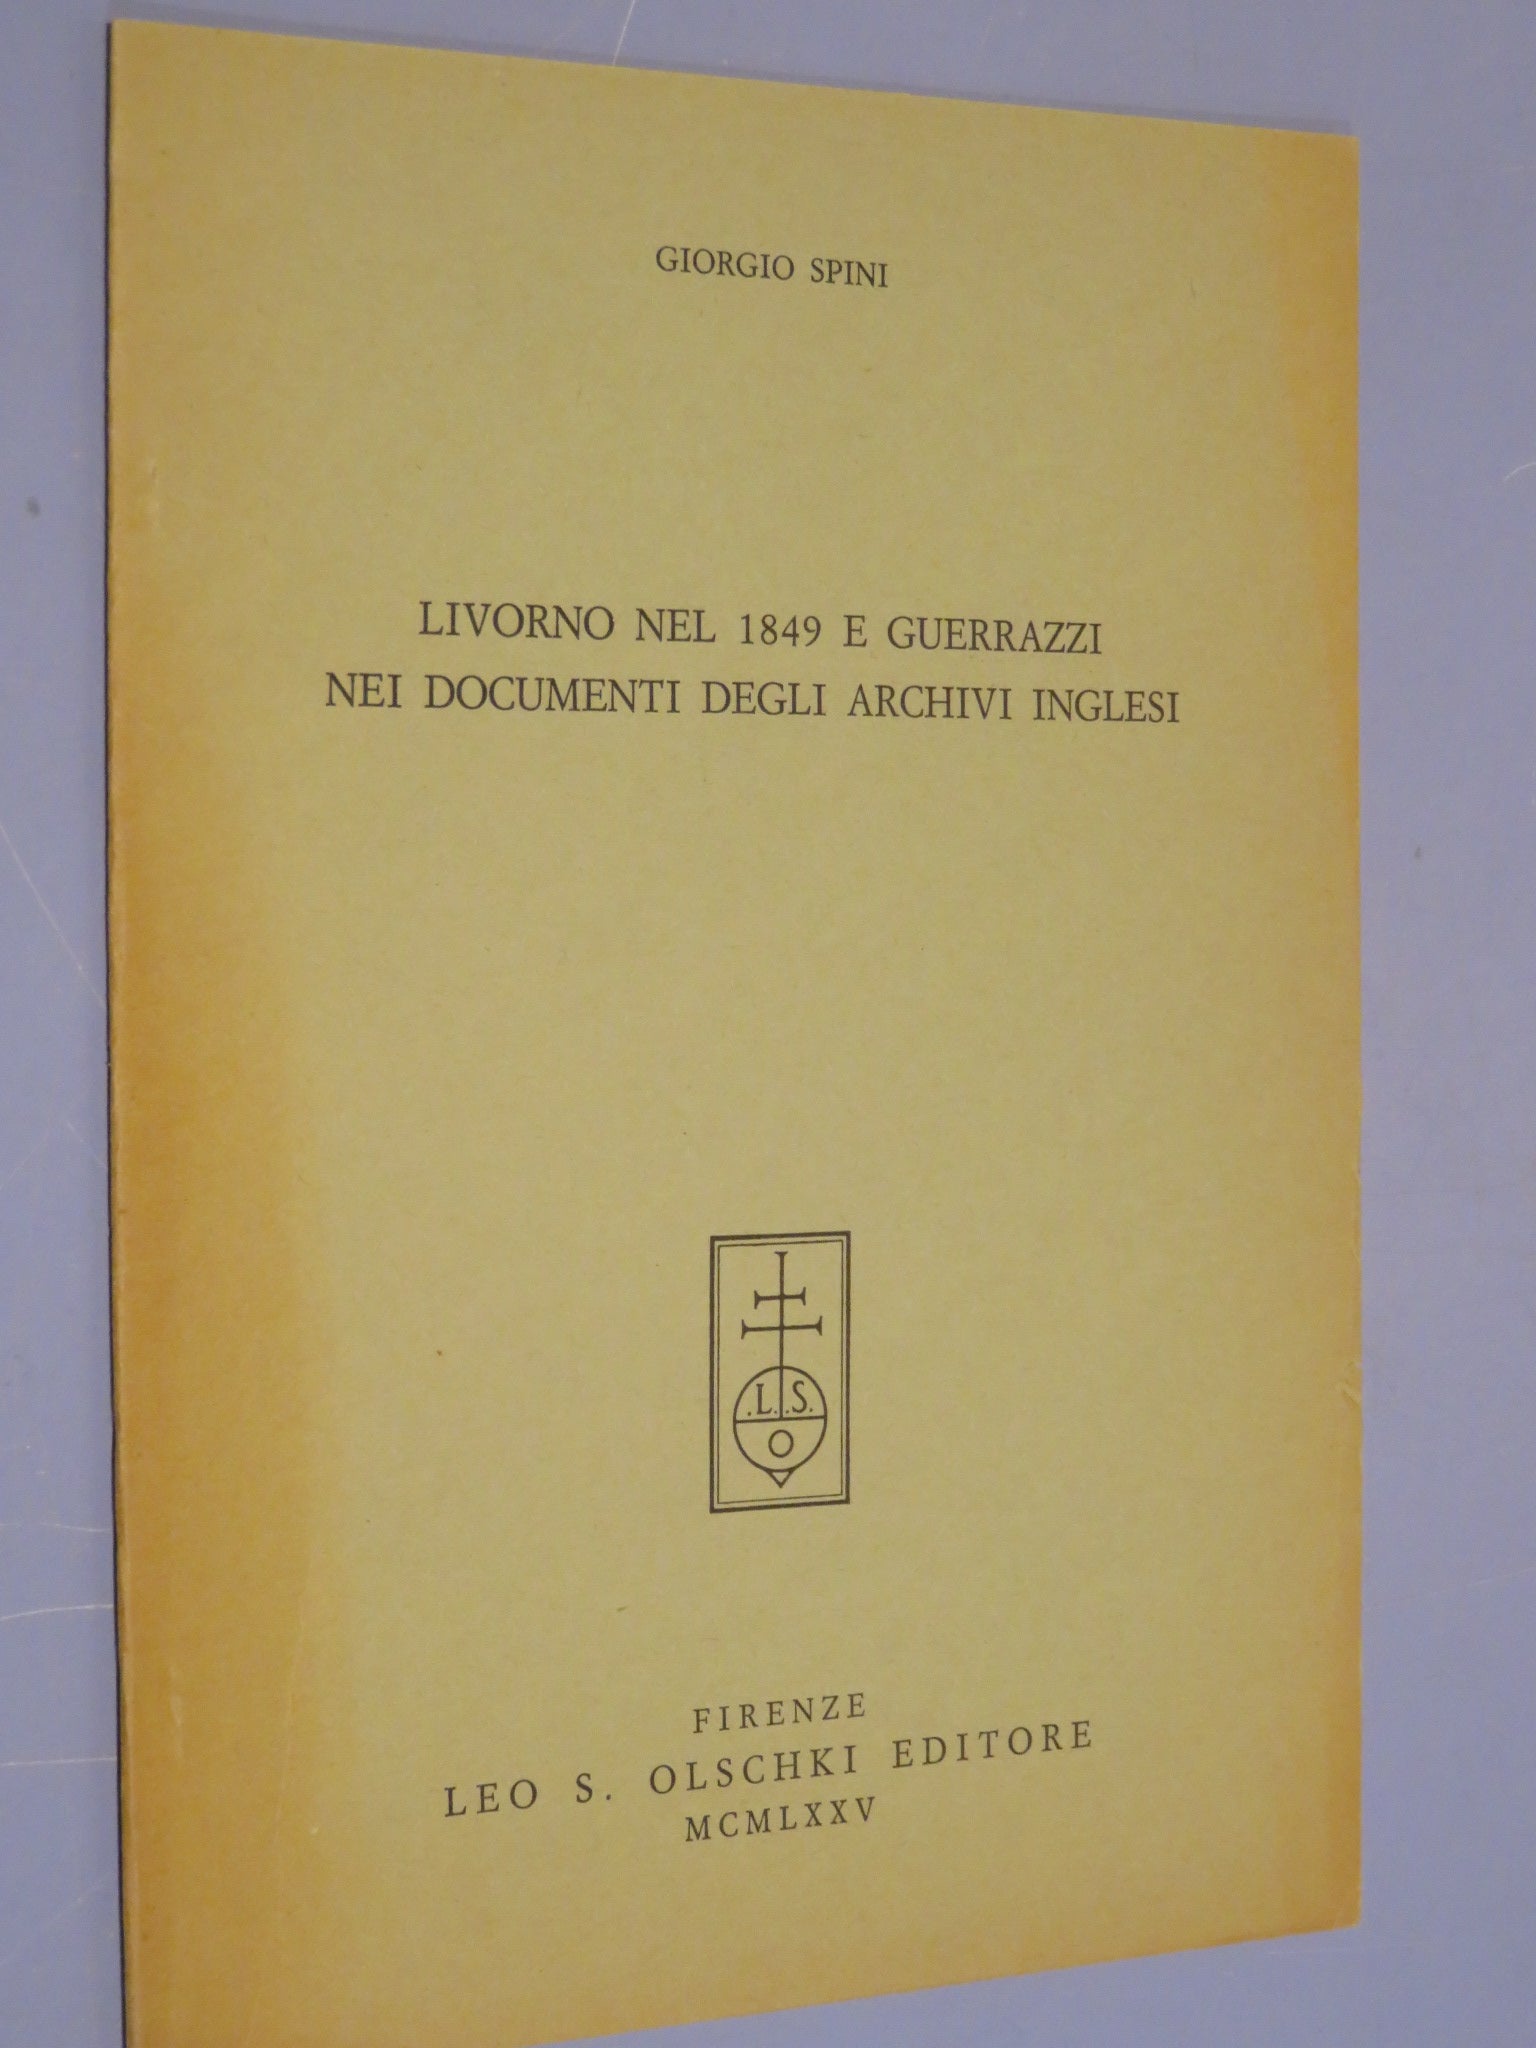 GIORGIO SPINI
LIVORNO NEL 1849 E GUERRAZZI
NEI DOCUMENTI DEGLI ARCHIVI INGLESI
.L. .S.
O
FIRENZE
LEO S. OLSCHKI EDITORE
MCMLXXV